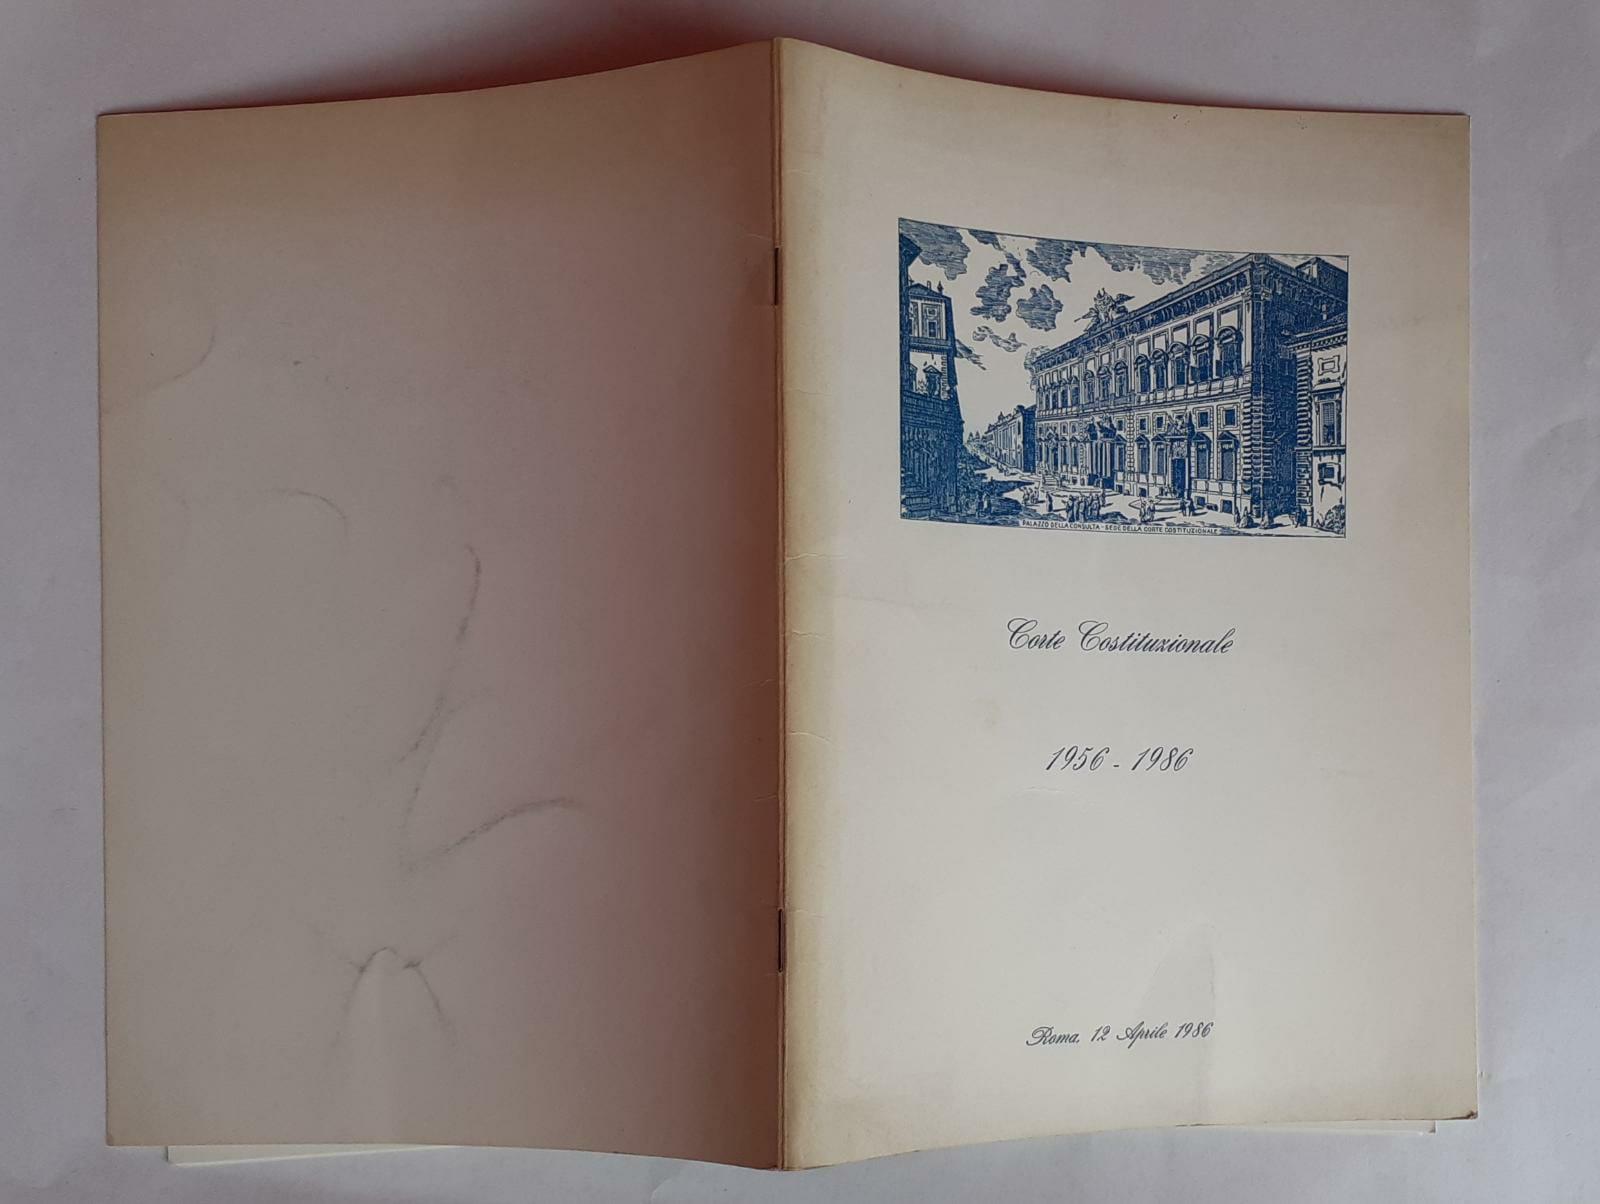 PALAZZO DELLA CONSULTA - SEDE DELLA CORTE COSTITUZIONALE
Corte Costituzionale
1956 - 1986
Roma, 12 Aprile 1986